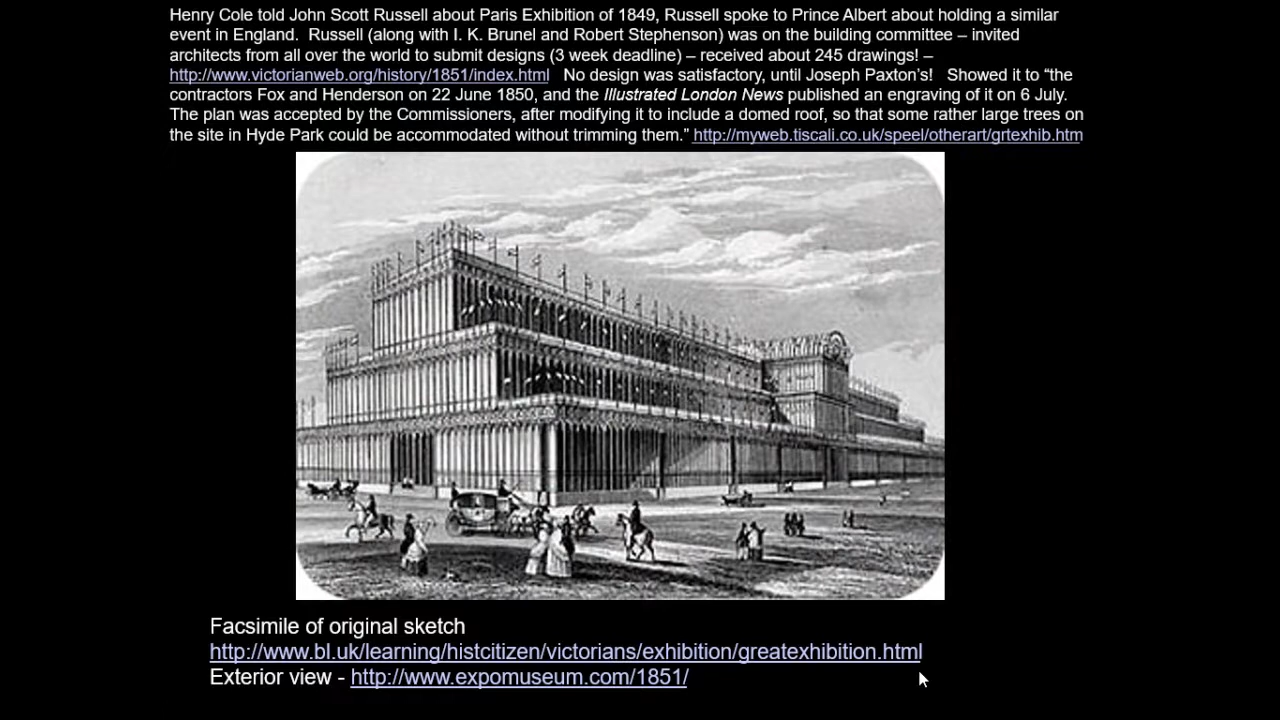 Henry Cole told John Scott Russell about Paris Exhibition of 1849, Russell spoke to Prince Albert about holding a similar
event in England.  Russell (along with I. K. Brunel and Robert Stephenson) was on the building committee – invited
architects from all over the world to submit designs (3 week deadline) – received about 245 drawings! –
http://www.victorianweb.org/history/1851/index.html   No design was satisfactory, until Joseph Paxton’s!   Showed it to “the
contractors Fox and Henderson on 22 June 1850, and the Illustrated London News published an engraving of it on 6 July.
The plan was accepted by the Commissioners, after modifying it to include a domed roof, so that some rather large trees on
the site in Hyde Park could be accommodated without trimming them.” http://myweb.tiscali.co.uk/speel/otherart/grtexhib.htm
Facsimile of original sketch
http://www.bl.uk/learning/histcitizen/victorians/exhibition/greatexhibition.html
Exterior view - http://www.expomuseum.com/1851/